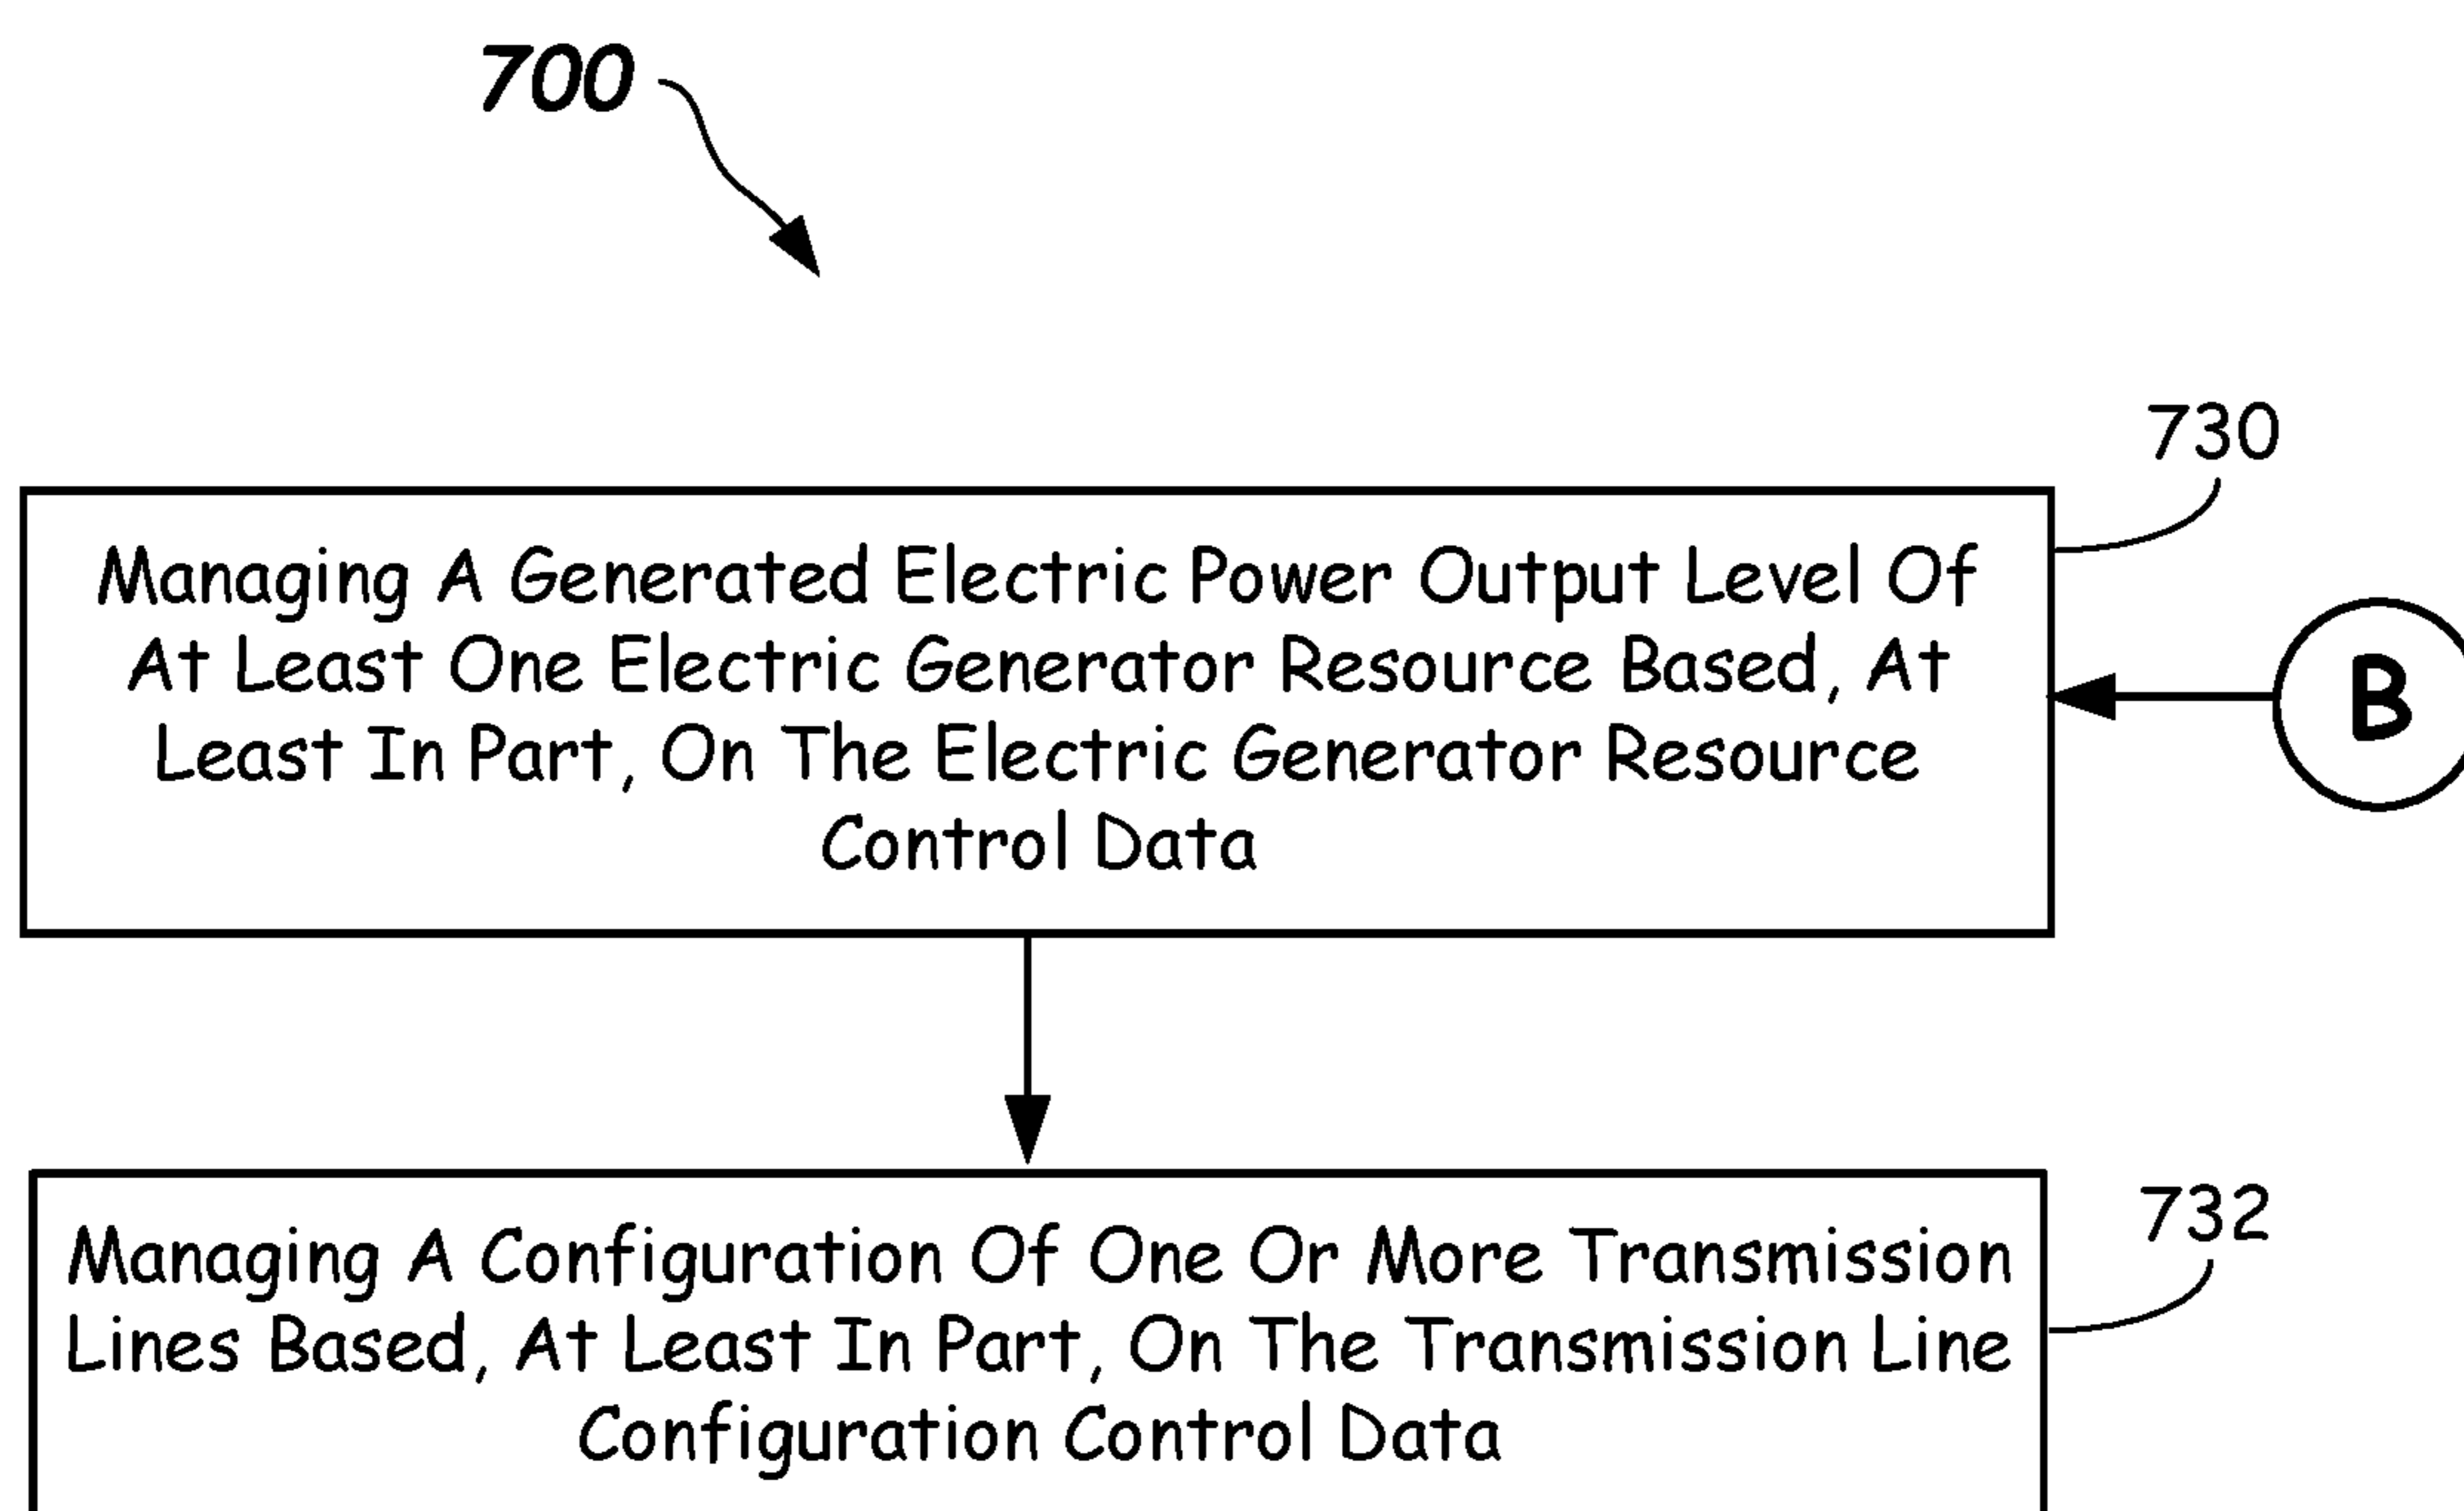 700
730
Managing A Generated Electric Power Output Level Of
At Least One Electric Generator Resource Based, At
Least In Part, On The Electric Generator Resource
Control Data
B
732
Managing A Configuration Of One Or More Transmission
Lines Based, At Least In Part, On The Transmission Line
Configuration Control Data